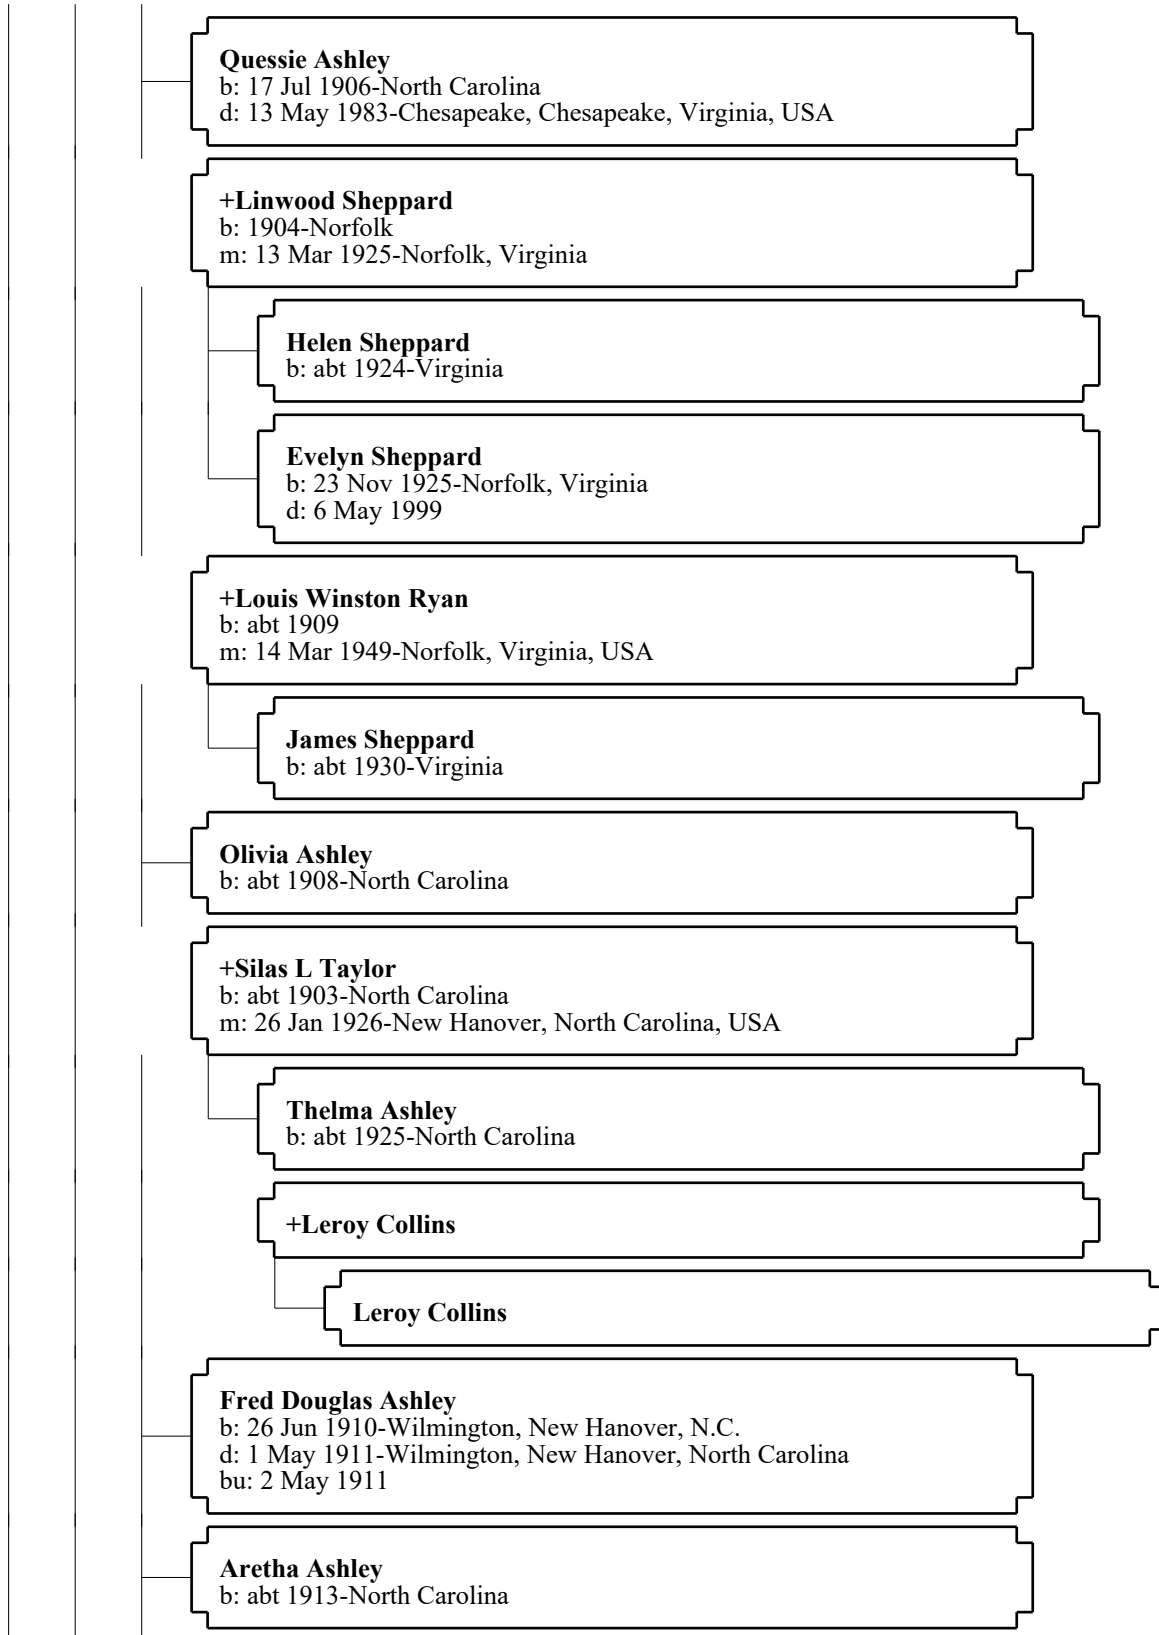 Quessie Ashley
b: 17 Jul 1906-North Carolina
d: 13 May 1983-Chesapeake, Chesapeake, Virginia, USA
+Linwood Sheppard
b: 1904-Norfolk
m: 13 Mar 1925-Norfolk, Virginia
Helen Sheppard
b: abt 1924-Virginia
Evelyn Sheppard
b: 23 Nov 1925-Norfolk, Virginia
d: 6 May 1999
+Louis Winston Ryan
b: abt 1909
m: 14 Mar 1949-Norfolk, Virginia, USA
James Sheppard
b: abt 1930-Virginia
Olivia Ashley
b: abt 1908-North Carolina
+Silas L Taylor
b: abt 1903-North Carolina
m: 26 Jan 1926-New Hanover, North Carolina, USA
Thelma Ashley
b: abt 1925-North Carolina
+Leroy Collins
Leroy Collins
Fred Douglas Ashley
b: 26 Jun 1910-Wilmington, New Hanover, N.C.
d: 1 May 1911-Wilmington, New Hanover, North Carolina
bu: 2 May 1911
Aretha Ashley
b: abt 1913-North Carolina